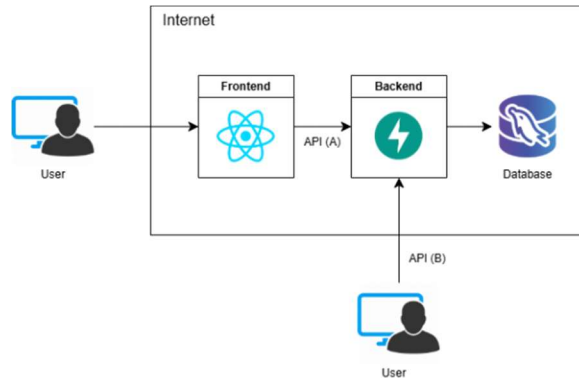 Internet
Frontend
Backend
API (A)
User
Database
API (B)
User